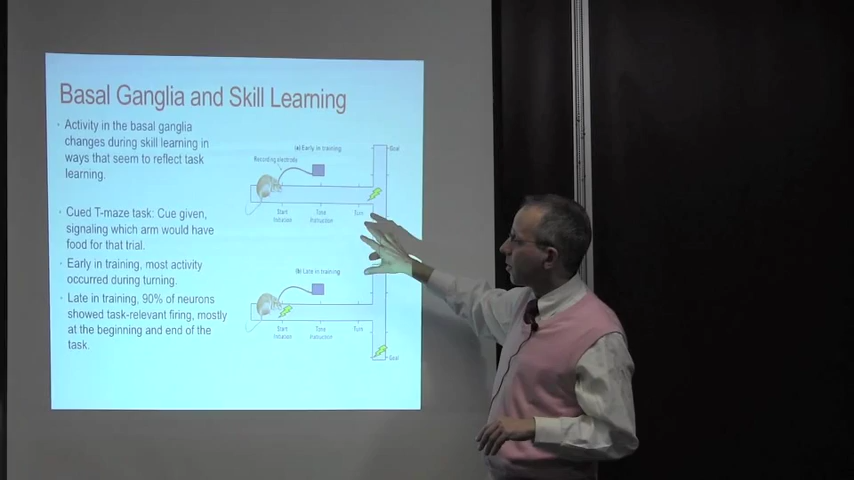 Basal Ganglia and Skill Learning
Activity in the basal ganglia
changes during skill learning in
ways that seem to reflect task
learning.
Cued T-maze task: Cue given,
signaling which arm would have
food for that trial.
Early in training, most activity
occurred during turning.
Late in training, 90% of neurons
showed task-relevant firing, mostly
at the beginning and end of the
task.
(a) Early in training
Goal
Recording electrode
Start
Tone
Turn
instruction
(b) Late in training
Start
Tone
Turn
instruction
Goal